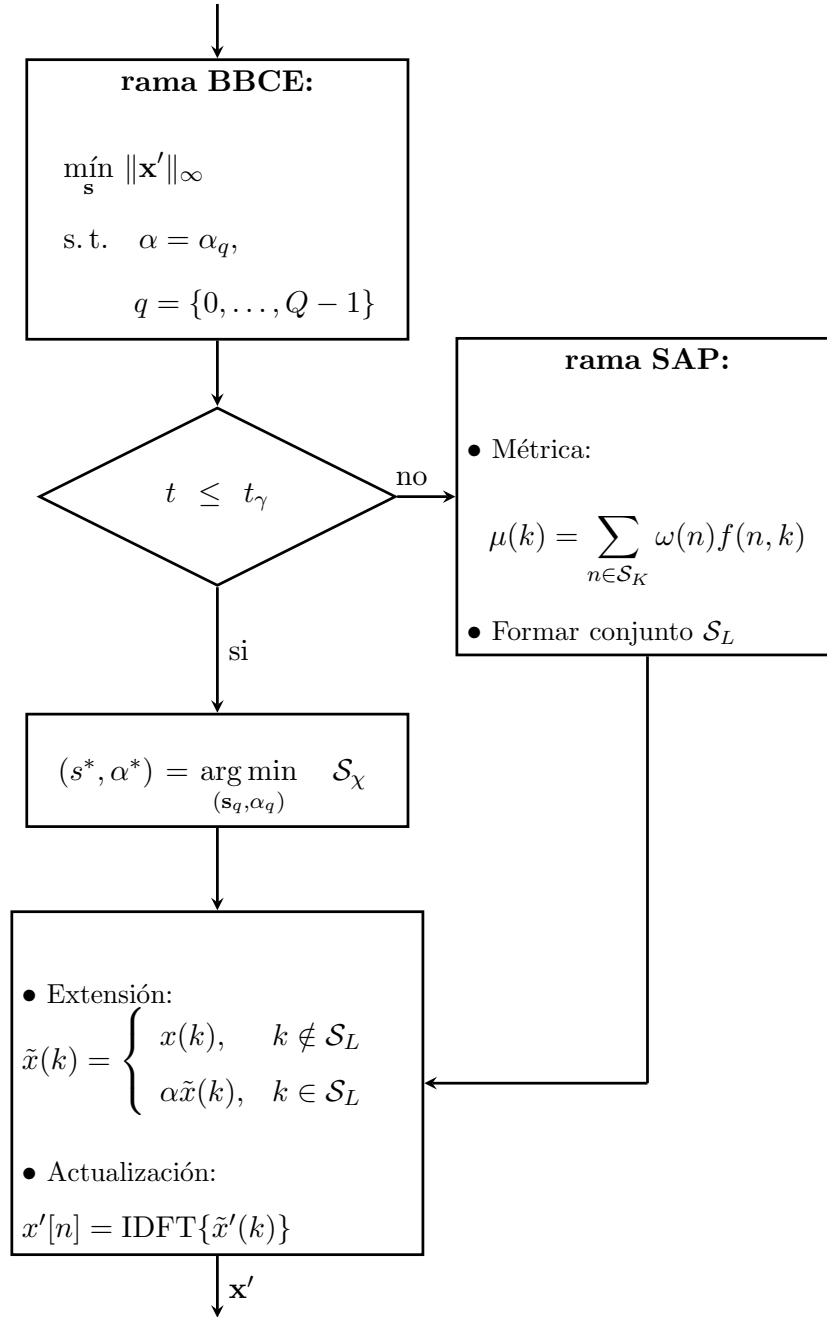 rama BBCE:
mín ‖x′‖∞
s
s. t. α = α_q,
q = {0, . . . , Q − 1}
t ≤ t_γ
no
si
rama SAP:
• Métrica:
μ(k) = ∑ ω(n)f(n, k)
n∈S_K
• Formar conjunto S_L
(s*, α*) = arg min S_χ
(s_q,α_q)
• Extensión:
x̃(k) = { x(k), k ∉ S_L
αx̃(k), k ∈ S_L
• Actualización:
x′[n] = IDFT{x̃′(k)}
x′